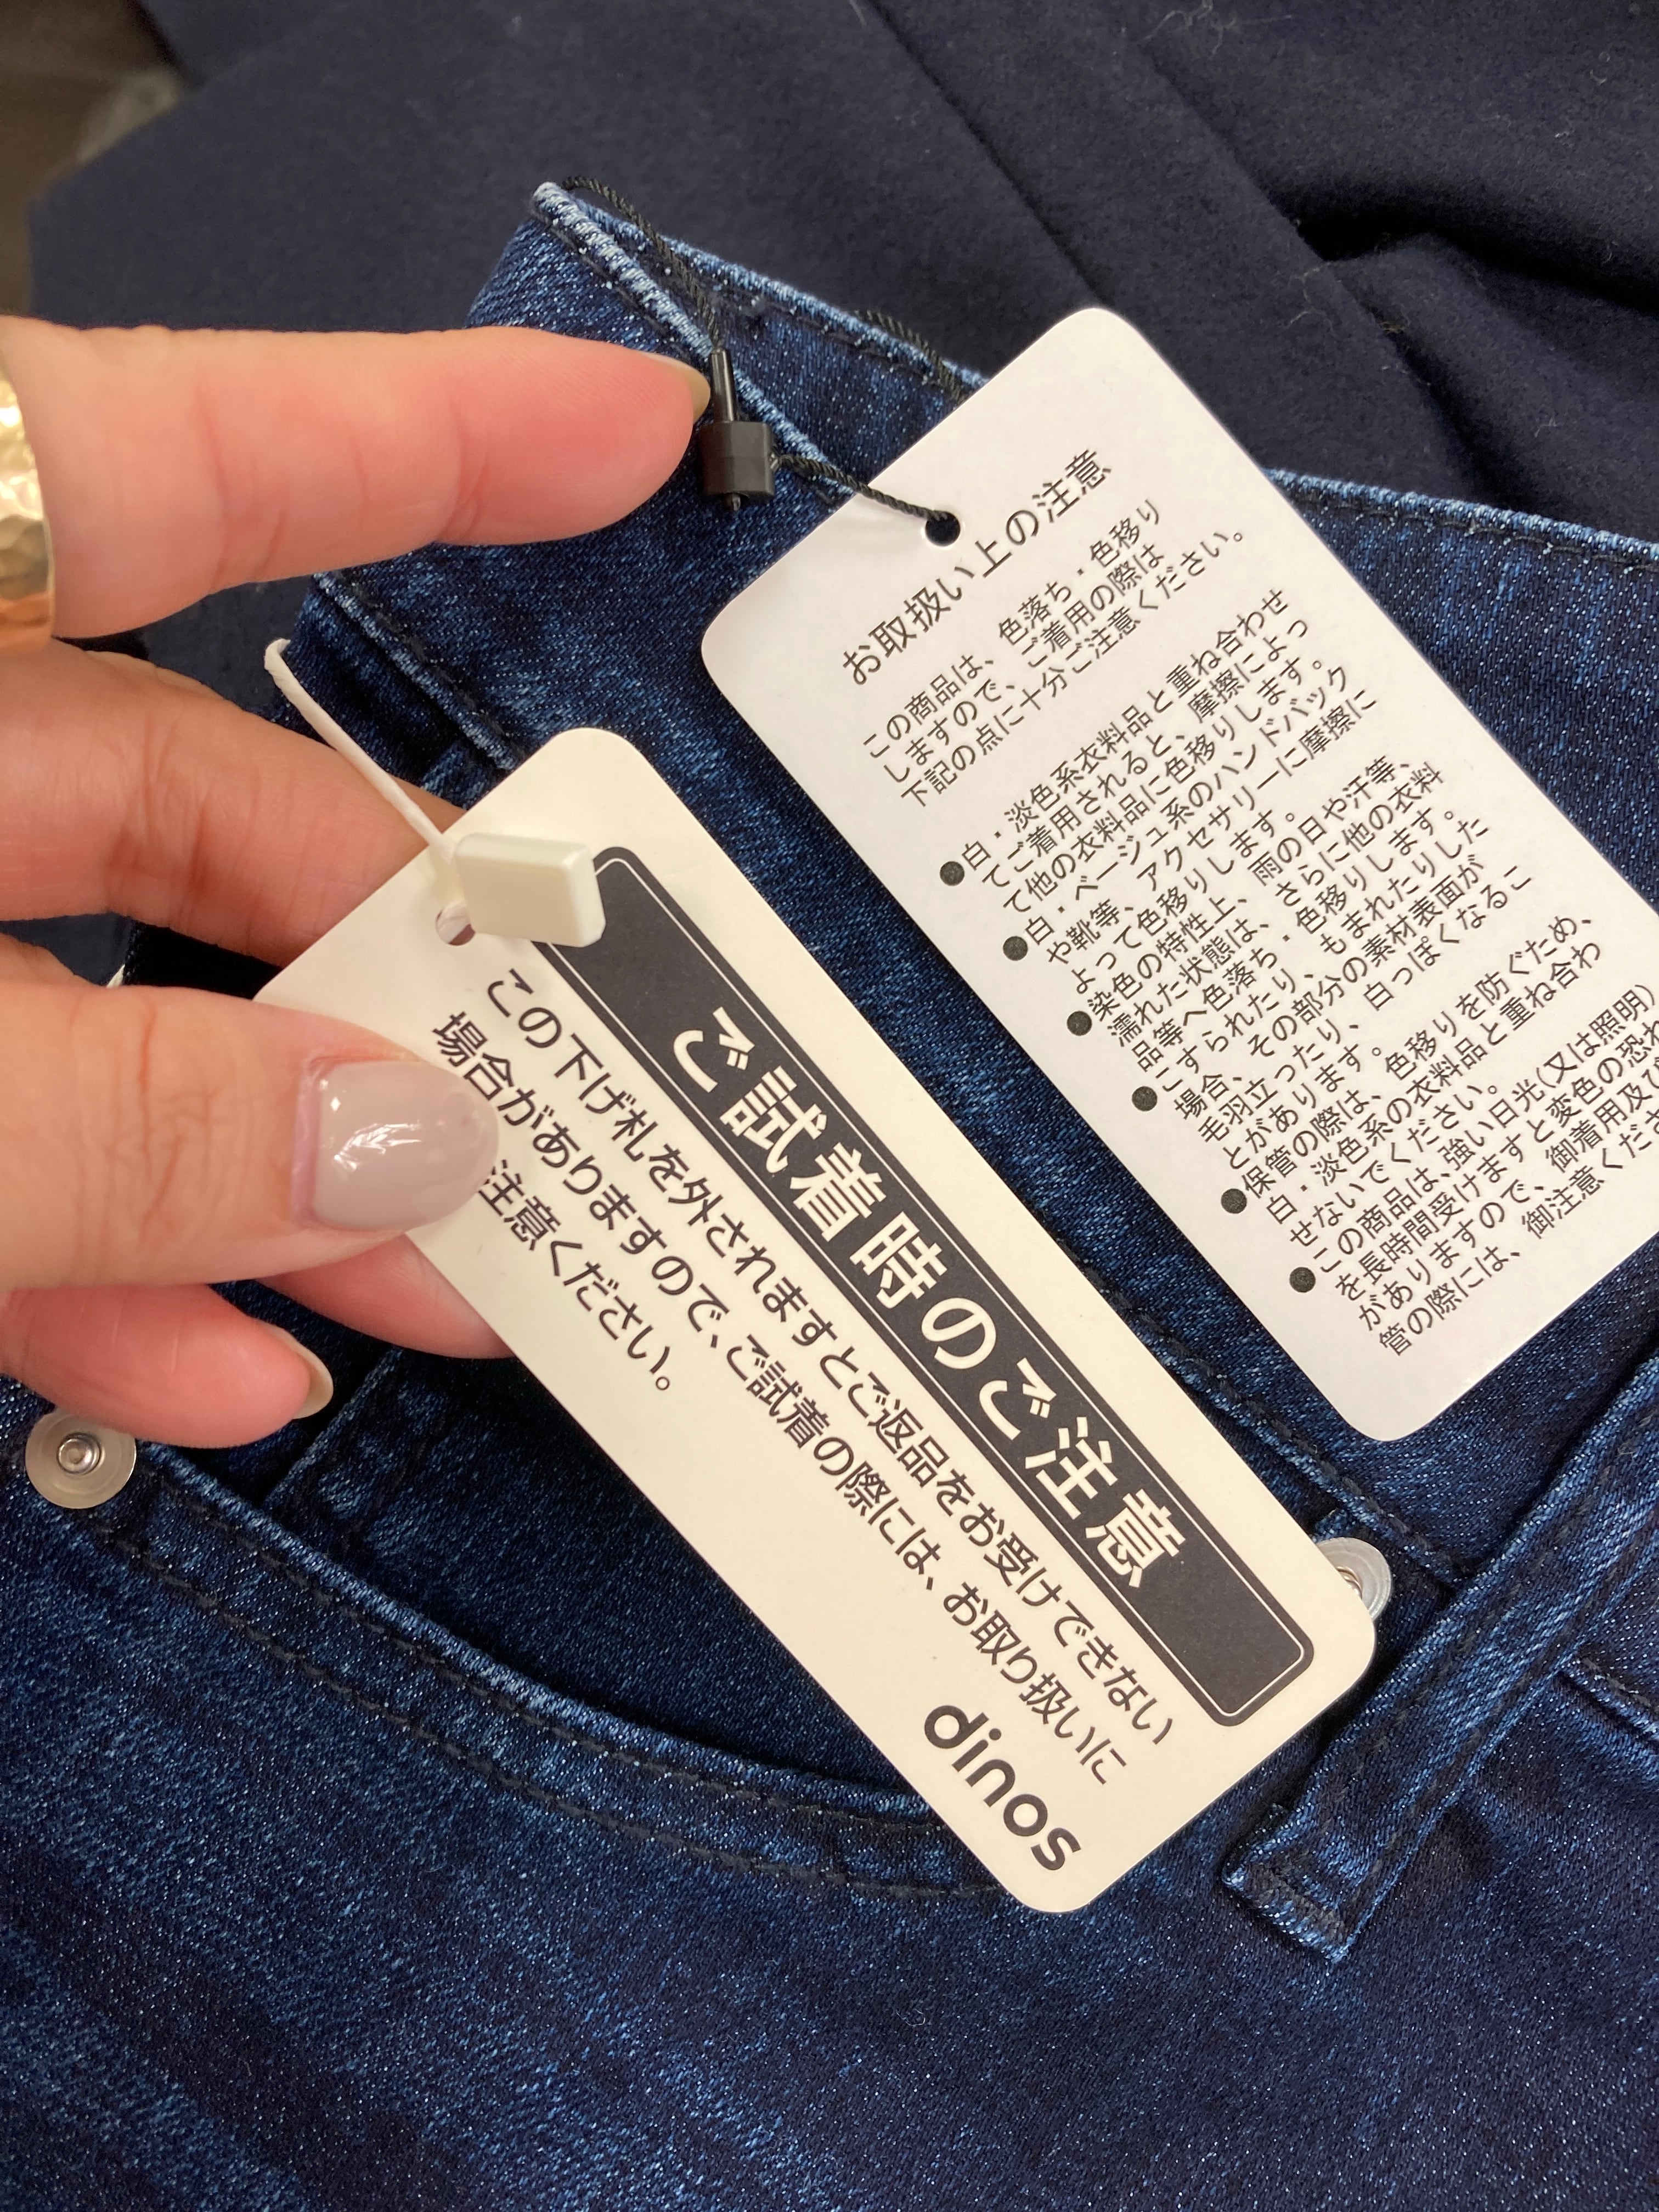 お取扱い上の注意
この商品は、色落ち・色移り
しますので、ご着用の際は
下記の点に十分ご注意ください。
●白・淡色系衣料品と重ね合わせ
てご着用されると、摩擦によっ
て他の衣料品に色移りします。
●白・ベージュ系のハンドバック
や靴等、アクセサリーに摩擦に
よって色移りします。
●染色の特性上、雨の日や汗等、
濡れた状態は、さらに他の衣料
品等へ色落ち・色移りします。
●こすられたり、もまれたりした
場合、その部分の素材表面が
毛羽立ったり、白っぽくなるこ
とがあります。
●保管の際は、色移りを防ぐため、
白・淡色系の衣料品と重ね合わ
せないでください。
●この商品は、強い日光(又は照明)
を長時間受けますと変色の恐れ
がありますので、御着用及び
管の際には、御注意くださ
ご試着時のご注意
この下げ札を外されますとご返品をお受けできない
場合がありますので、ご試着の際には、お取り扱いに
注意ください。
dinos